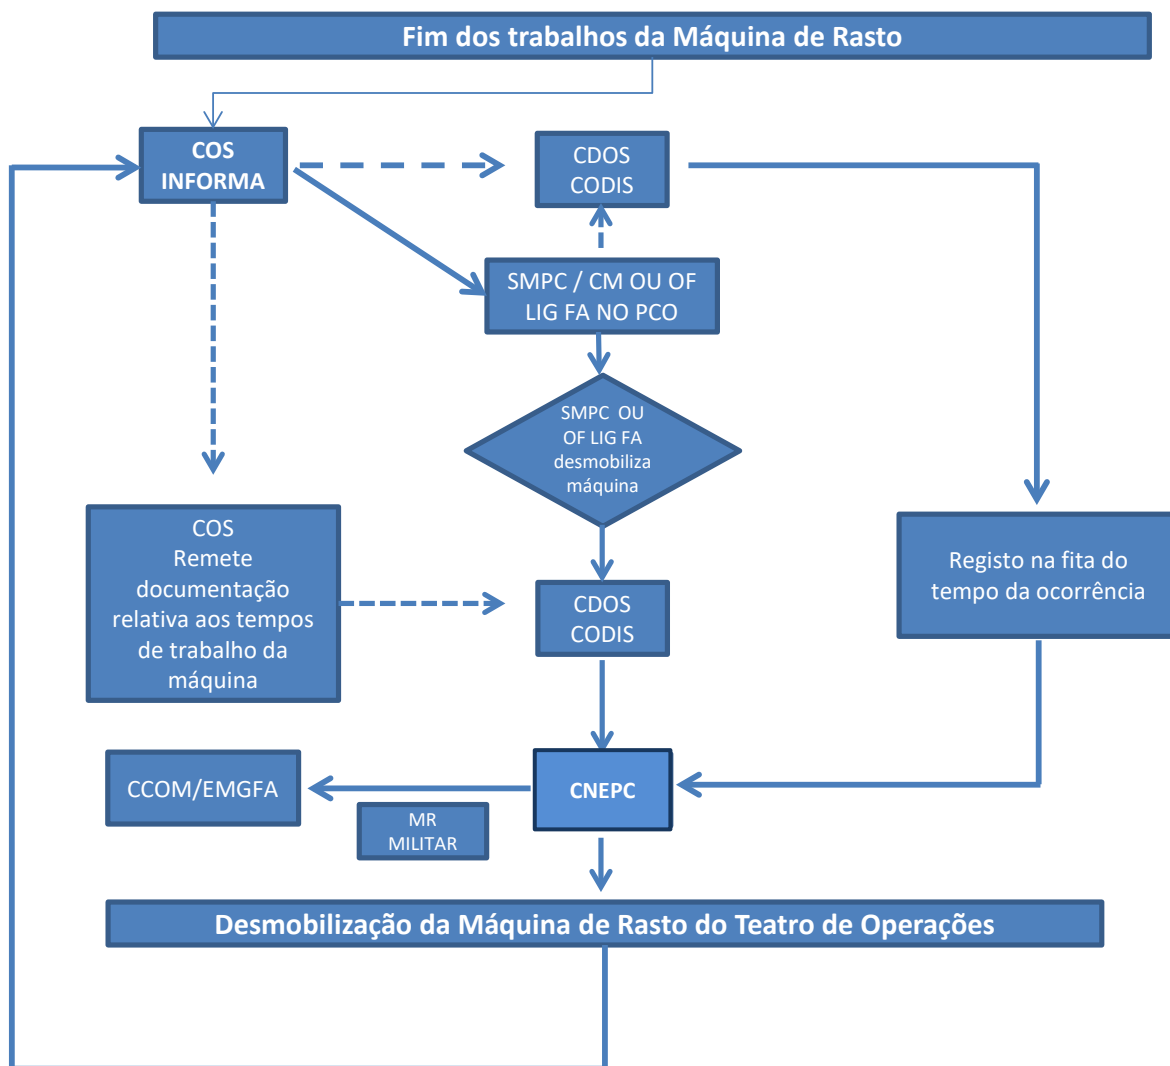 Fim dos trabalhos da Máquina de Rasto
COS
INFORMA
CDOS
CODIS
SMPC / CM OU OF
LIG FA NO PCO
SMPC OU
OF LIG FA
desmobiliza
máquina
COS
Remete
documentação
relativa aos tempos
de trabalho da
máquina
Registo na fita do
tempo da ocorrência
CDOS
CODIS
CCOM/EMGFA
MR
MILITAR
CNEPC
Desmobilização da Máquina de Rasto do Teatro de Operações